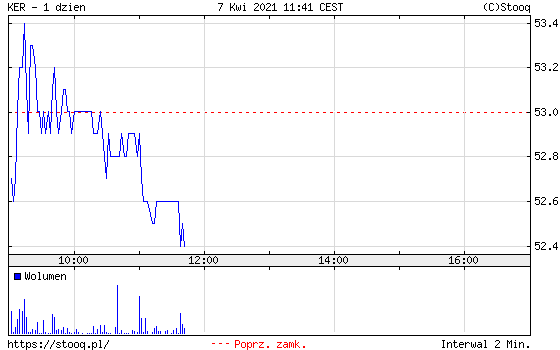 KER - 1 dzien 7 Kwi 2021 11:41 CEST (C)Stooq
53.4
53.2
53.0
52.8
52.6
52.4
10:00 12:00 14:00 16:00
Wolumen
https://stooq.pl/ --- Poprz. zamk. Interwal 2 Min.